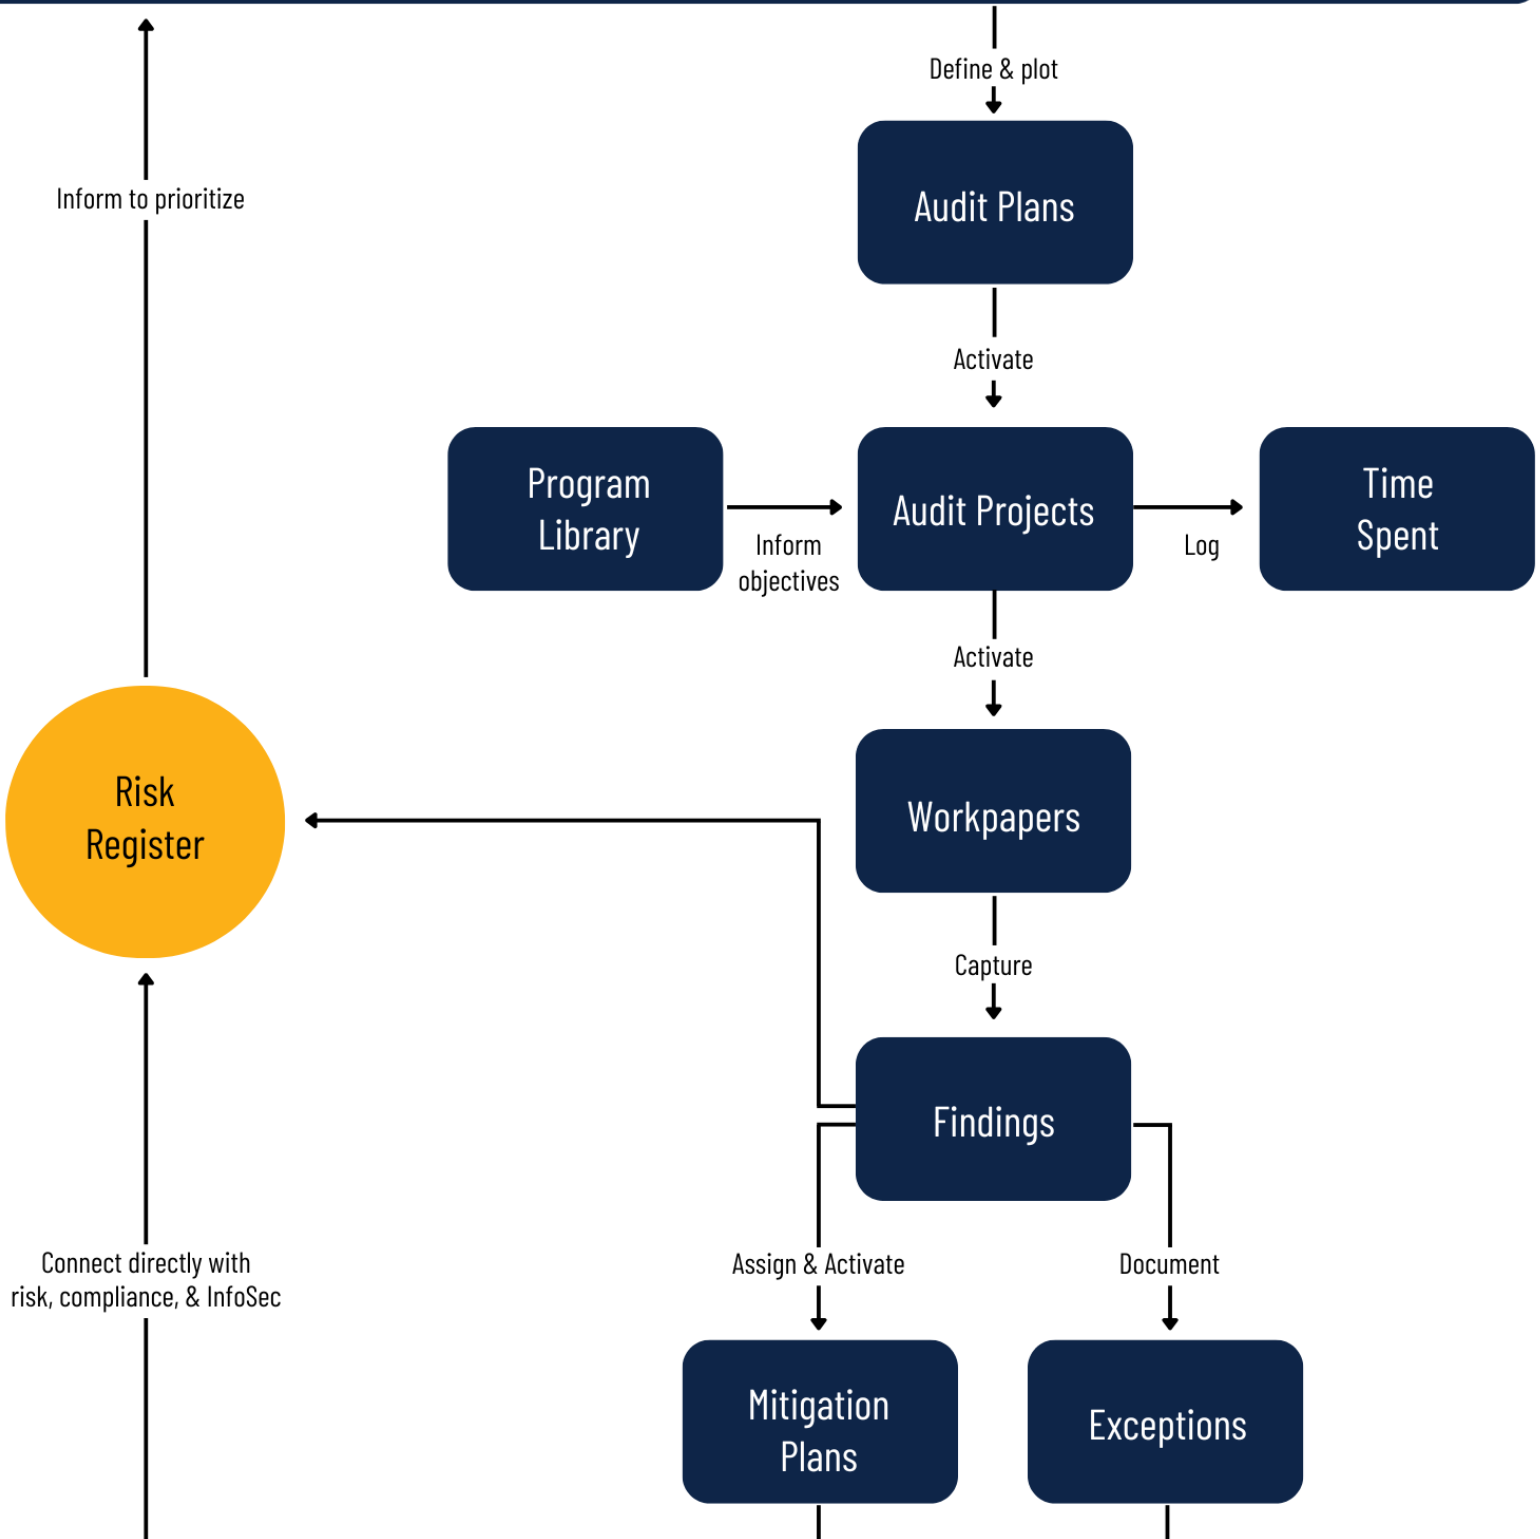 Define & plot
Inform to prioritize
Audit Plans
Activate
Program
Library
Inform
objectives
Audit Projects
Log
Time
Spent
Activate
Risk
Register
Workpapers
Capture
Findings
Connect directly with
risk, compliance, & InfoSec
Assign & Activate
Document
Mitigation
Plans
Exceptions